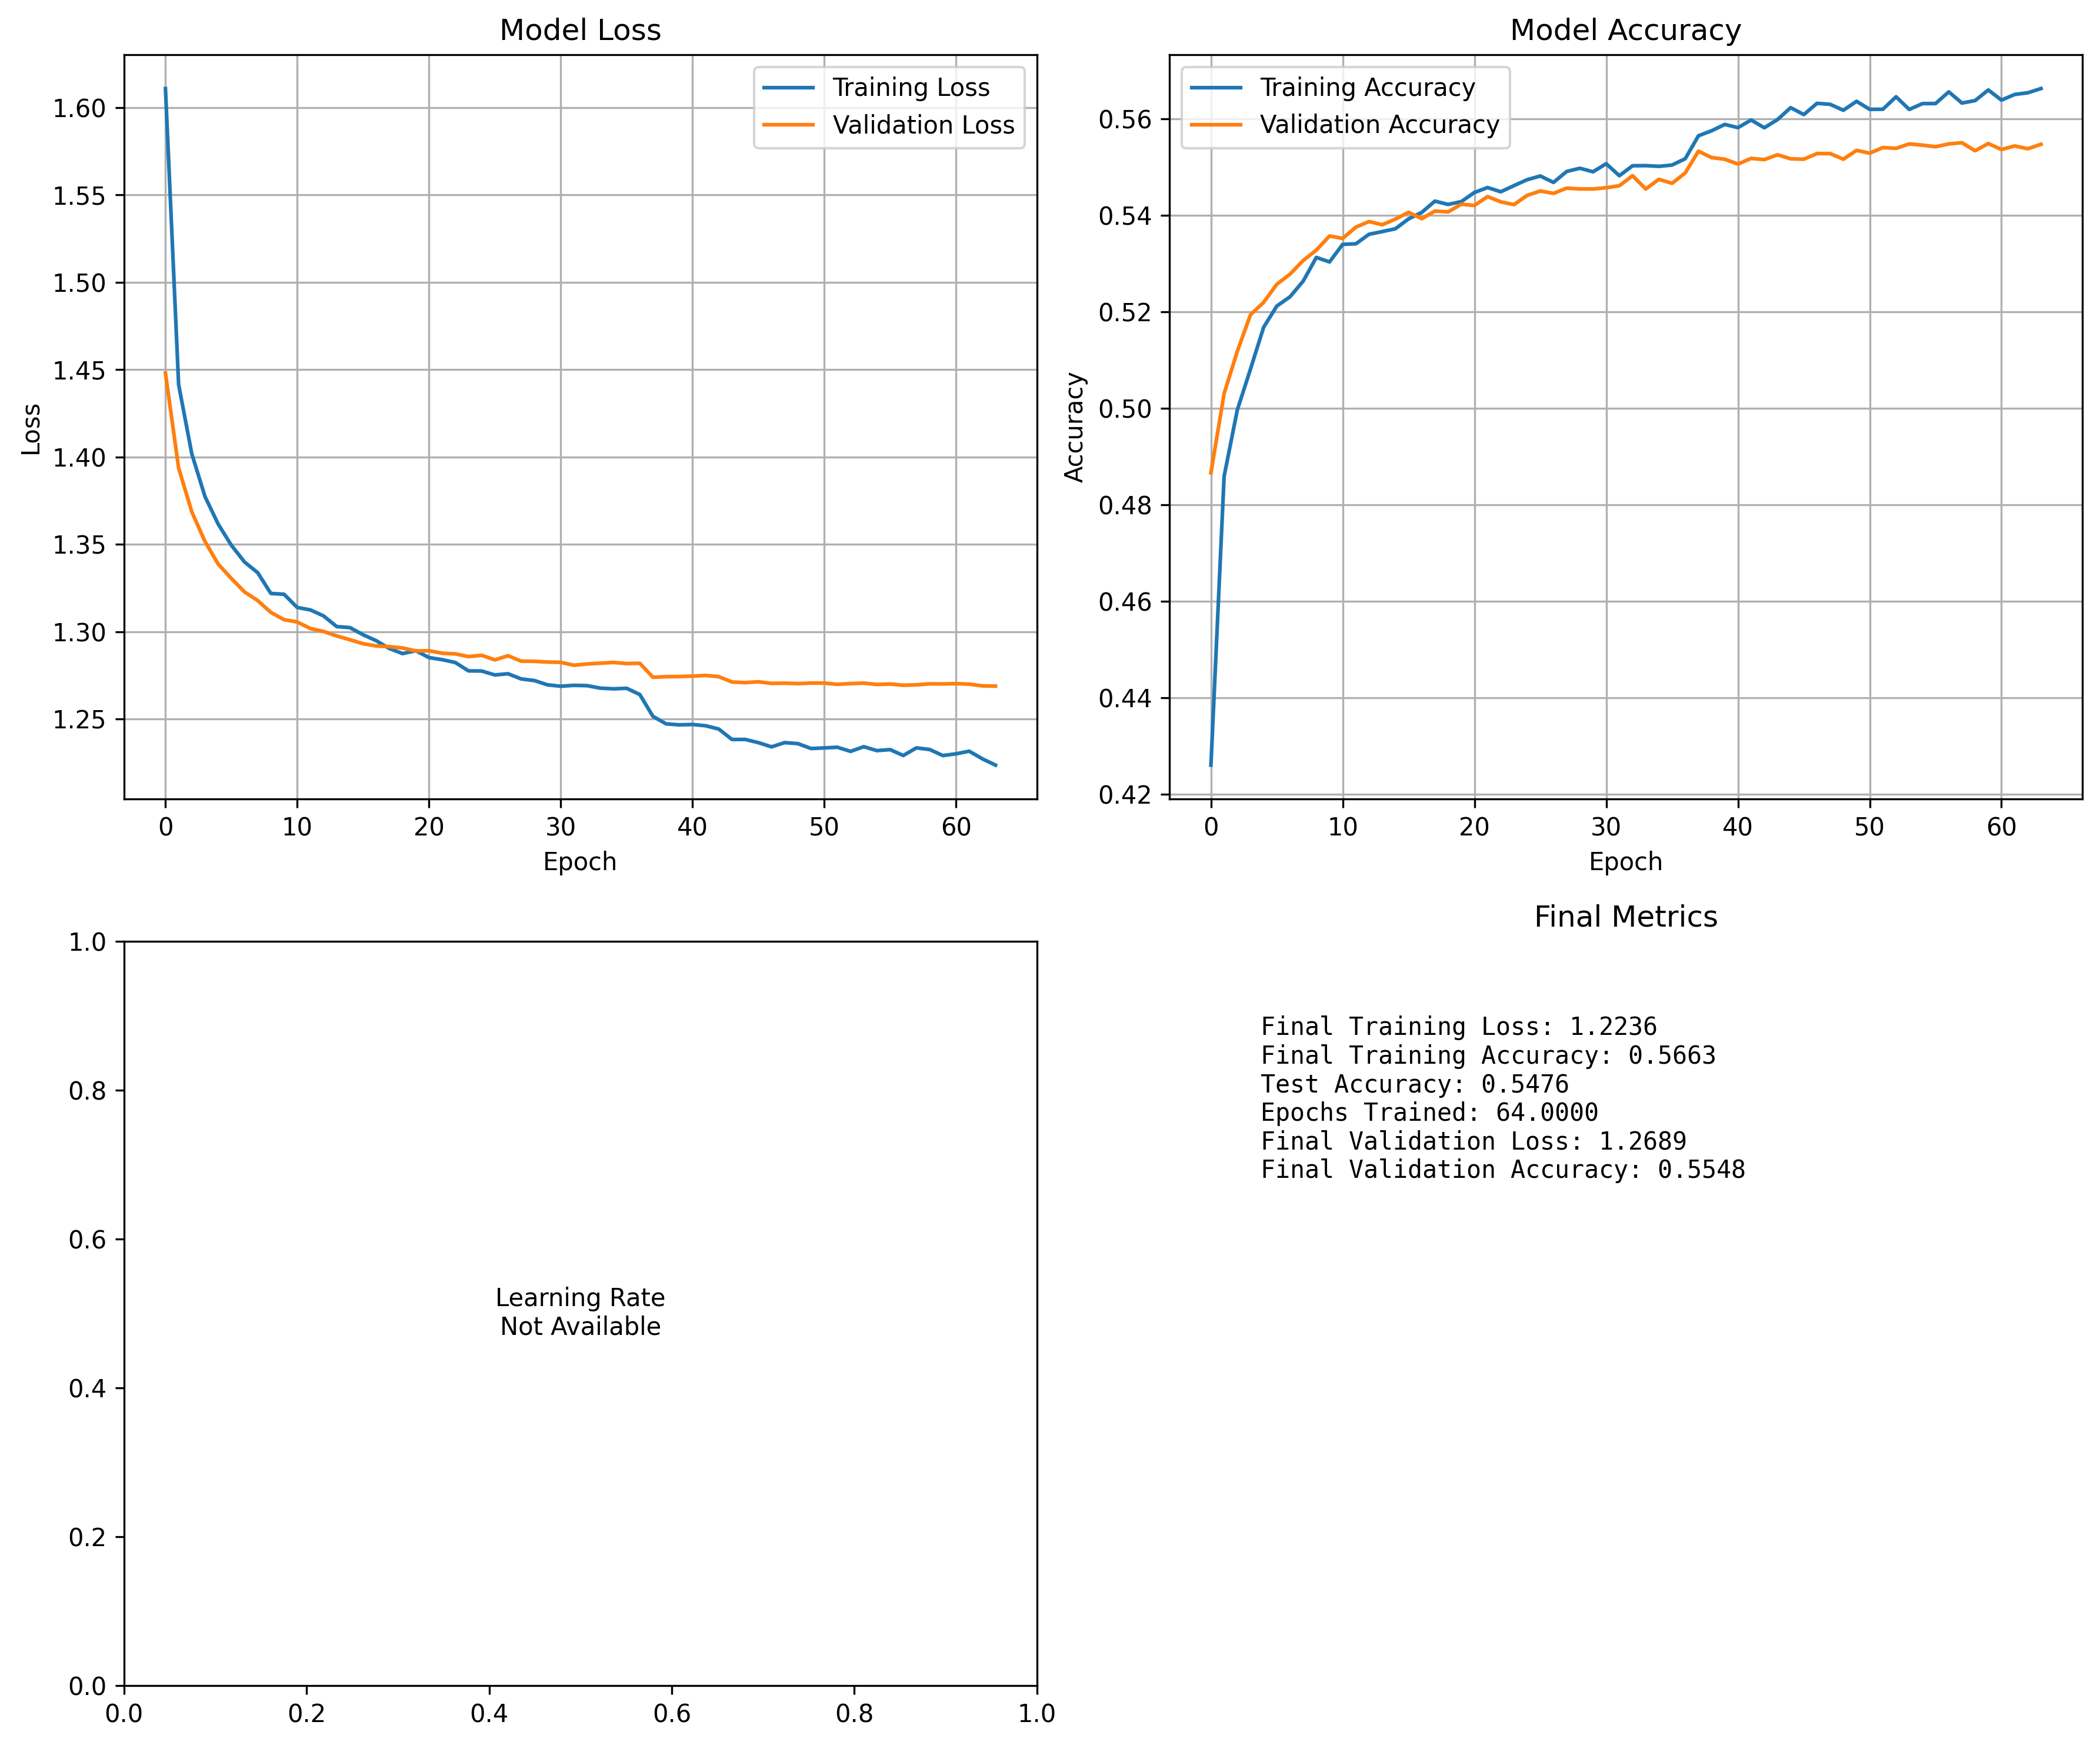 Model Loss
1.60
1.55
1.50
1.45
1.40
1.35
1.30
1.25
Loss
0 10 20 30 40 50 60
Epoch
Training Loss
Validation Loss
Model Accuracy
0.56
0.54
0.52
0.50
0.48
0.46
0.44
0.42
Accuracy
0 10 20 30 40 50 60
Epoch
Training Accuracy
Validation Accuracy
1.0
0.8
0.6
0.4
0.2
0.0
0.0 0.2 0.4 0.6 0.8 1.0
Learning Rate
Not Available
Final Metrics
Final Training Loss: 1.2236
Final Training Accuracy: 0.5663
Test Accuracy: 0.5476
Epochs Trained: 64.0000
Final Validation Loss: 1.2689
Final Validation Accuracy: 0.5548